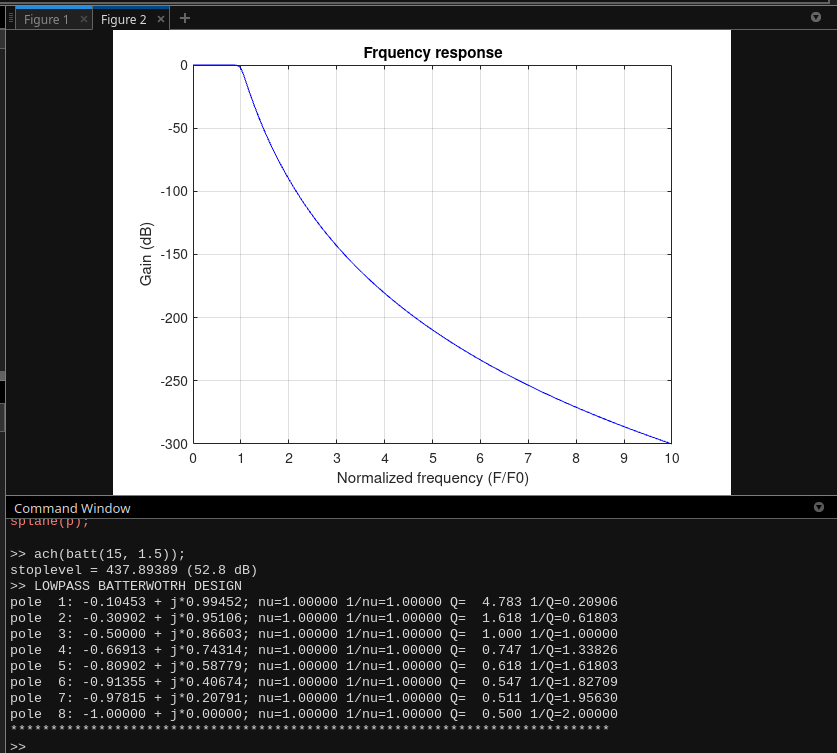 Figure 1 × Figure 2 × +
Frquency response
0
-50
-100
-150
-200
-250
-300
Gain (dB)
0 1 2 3 4 5 6 7 8 9 10
Normalized frequency (F/F0)
Command Window
splane(p);
>> ach(batt(15, 1.5));
stoplevel = 437.89389 (52.8 dB)
>> LOWPASS BATTERWOTRH DESIGN
pole  1: -0.10453 + j*0.99452; nu=1.00000 1/nu=1.00000 Q=  4.783 1/Q=0.20906
pole  2: -0.30902 + j*0.95106; nu=1.00000 1/nu=1.00000 Q=  1.618 1/Q=0.61803
pole  3: -0.50000 + j*0.86603; nu=1.00000 1/nu=1.00000 Q=  1.000 1/Q=1.00000
pole  4: -0.66913 + j*0.74314; nu=1.00000 1/nu=1.00000 Q=  0.747 1/Q=1.33826
pole  5: -0.80902 + j*0.58779; nu=1.00000 1/nu=1.00000 Q=  0.618 1/Q=1.61803
pole  6: -0.91355 + j*0.40674; nu=1.00000 1/nu=1.00000 Q=  0.547 1/Q=1.82709
pole  7: -0.97815 + j*0.20791; nu=1.00000 1/nu=1.00000 Q=  0.511 1/Q=1.95630
pole  8: -1.00000 + j*0.00000; nu=1.00000 1/nu=1.00000 Q=  0.500 1/Q=2.00000
***************************************************************************
>>